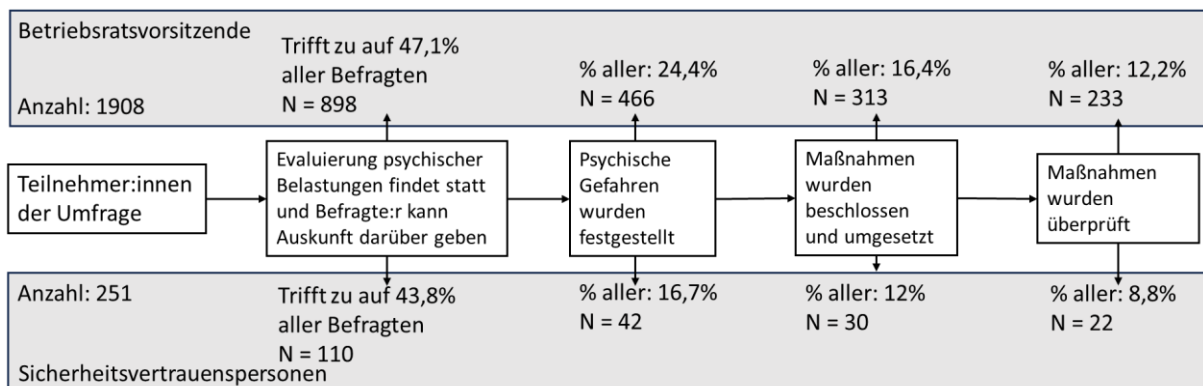 Betriebsratsvorsitzende
Anzahl: 1908
Trifft zu auf 47,1%
aller Befragten
N = 898
% aller: 24,4%
N = 466
% aller: 16,4%
N = 313
% aller: 12,2%
N = 233
Teilnehmer:innen
der Umfrage
Evaluierung psychischer
Belastungen findet statt
und Befragte:r kann
Auskunft darüber geben
Psychische
Gefahren
wurden
festgestellt
Maßnahmen
wurden
beschlossen
und umgesetzt
Maßnahmen
wurden
überprüft
Anzahl: 251
Sicherheitsvertrauenspersonen
Trifft zu auf 43,8%
aller Befragten
N = 110
% aller: 16,7%
N = 42
% aller: 12%
N = 30
% aller: 8,8%
N = 22